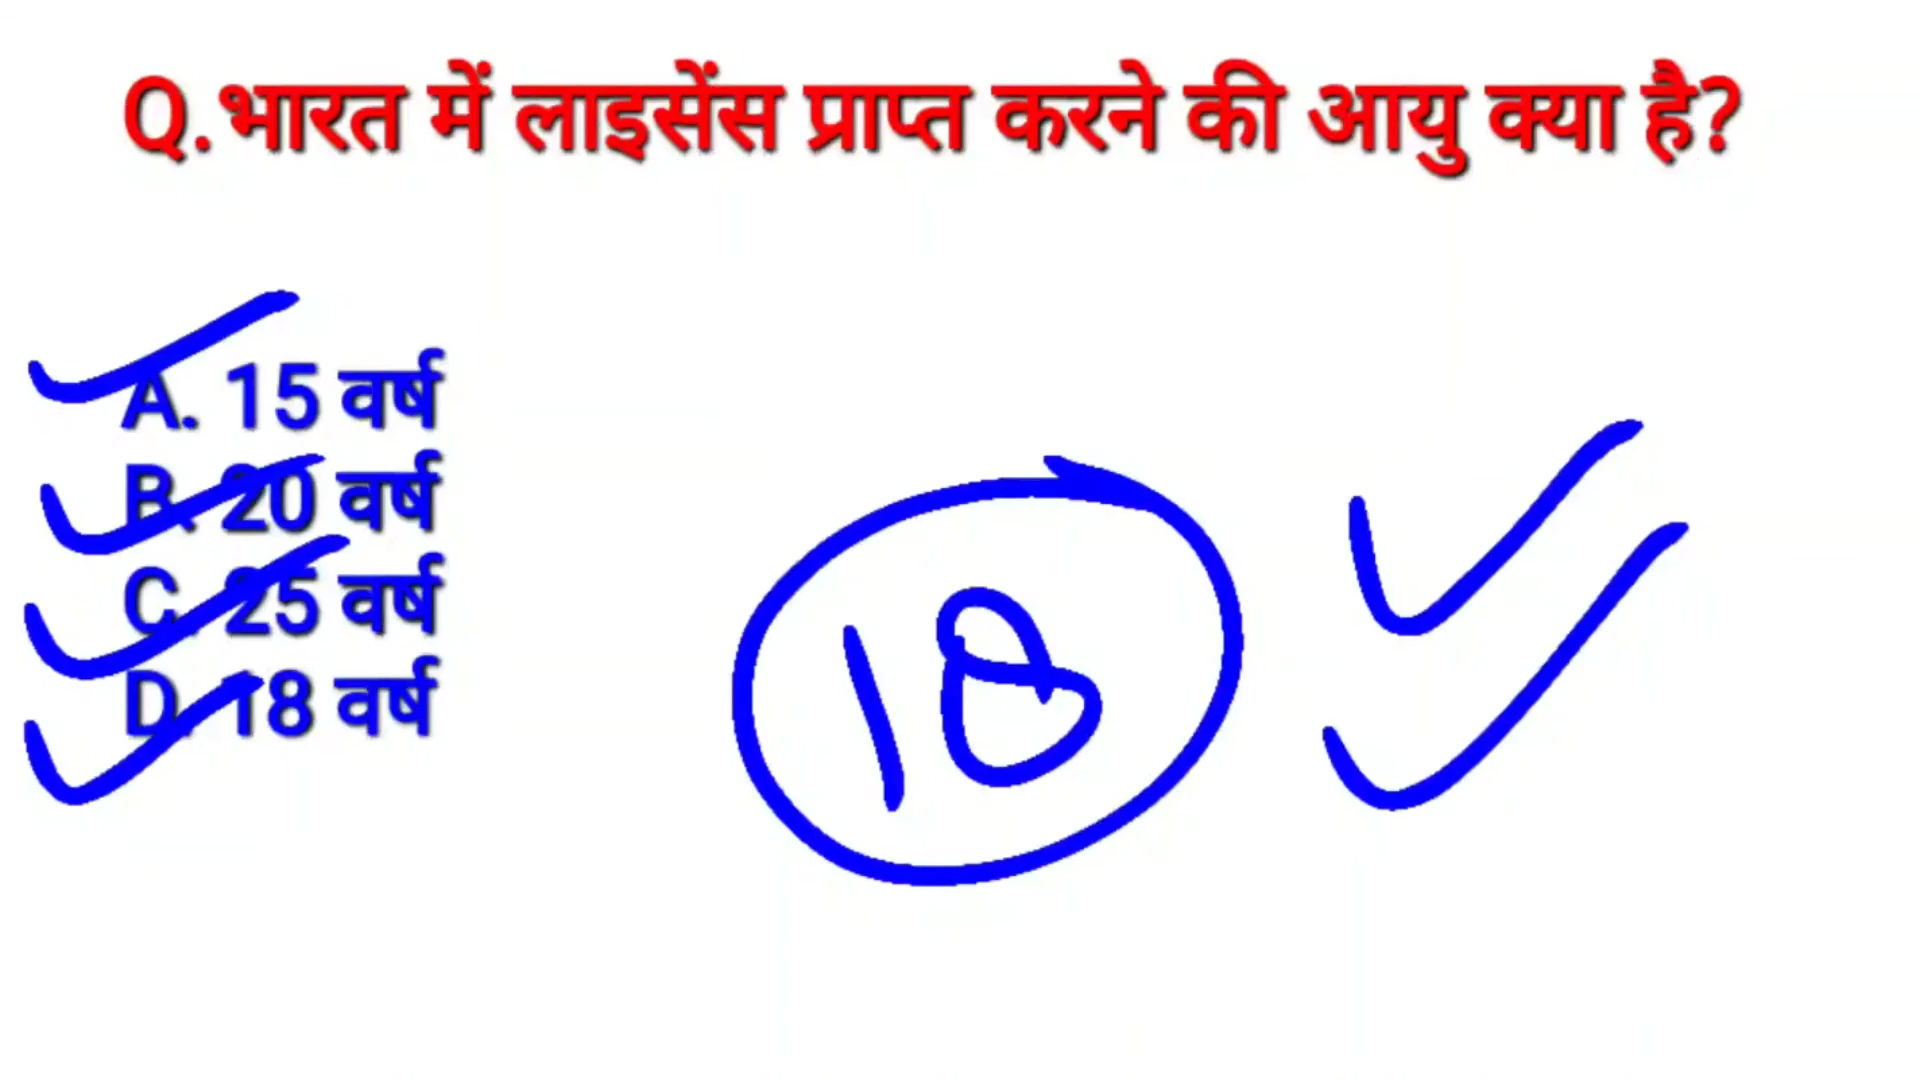 Q.भारत में लाइसेंस प्राप्त करने की आयु क्या है?
A. 15 वर्ष
B. 20 वर्ष
C. 25 वर्ष
D. 18 वर्ष
18